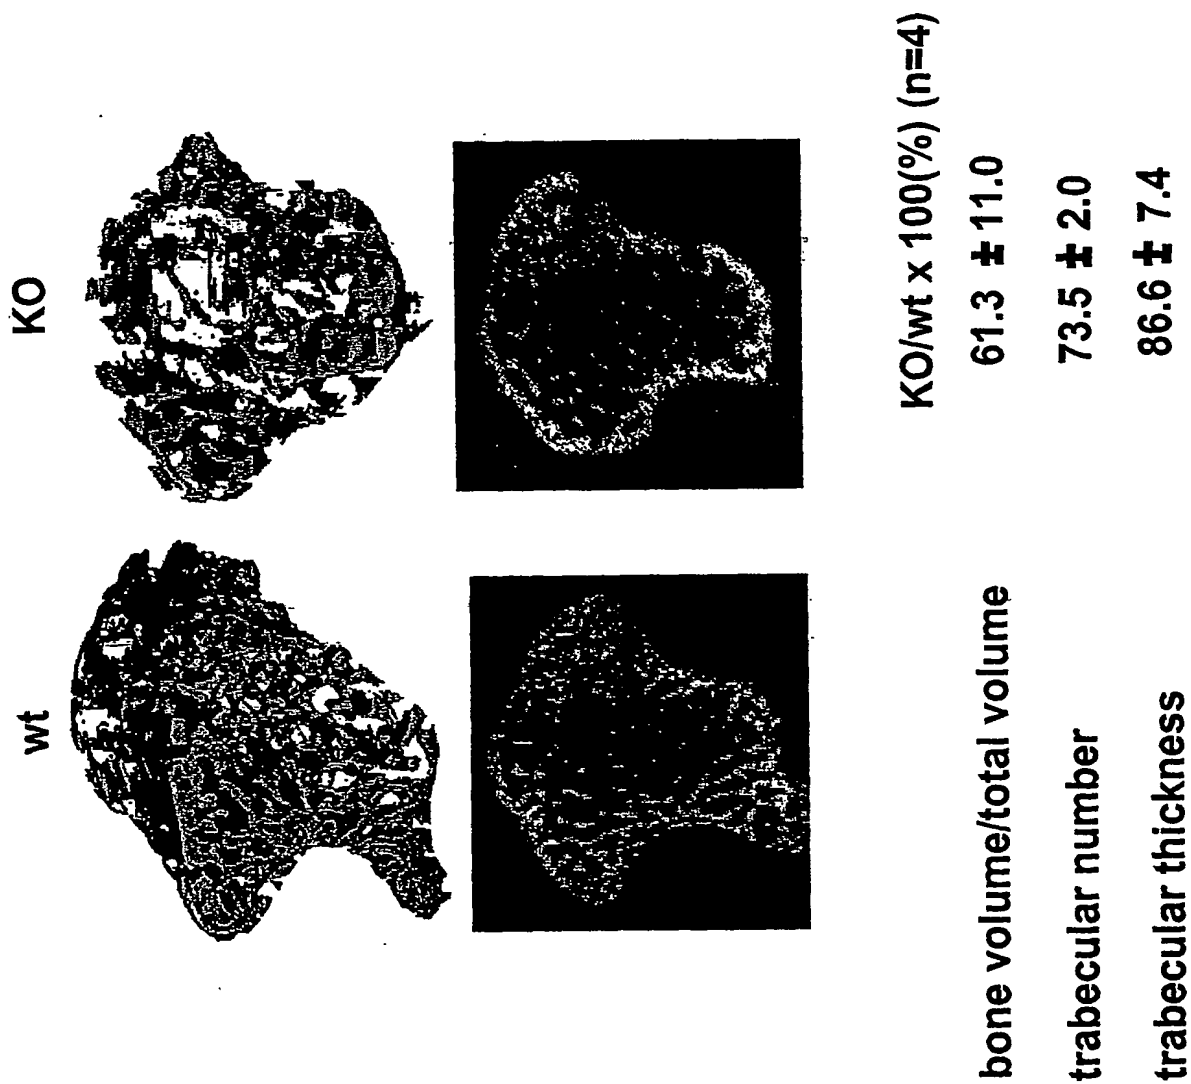 wt KO
KO/wt x 100(%) (n=4)
bone volume/total volume 61.3 ± 11.0
trabecular number 73.5 ± 2.0
trabecular thickness 86.6 ± 7.4